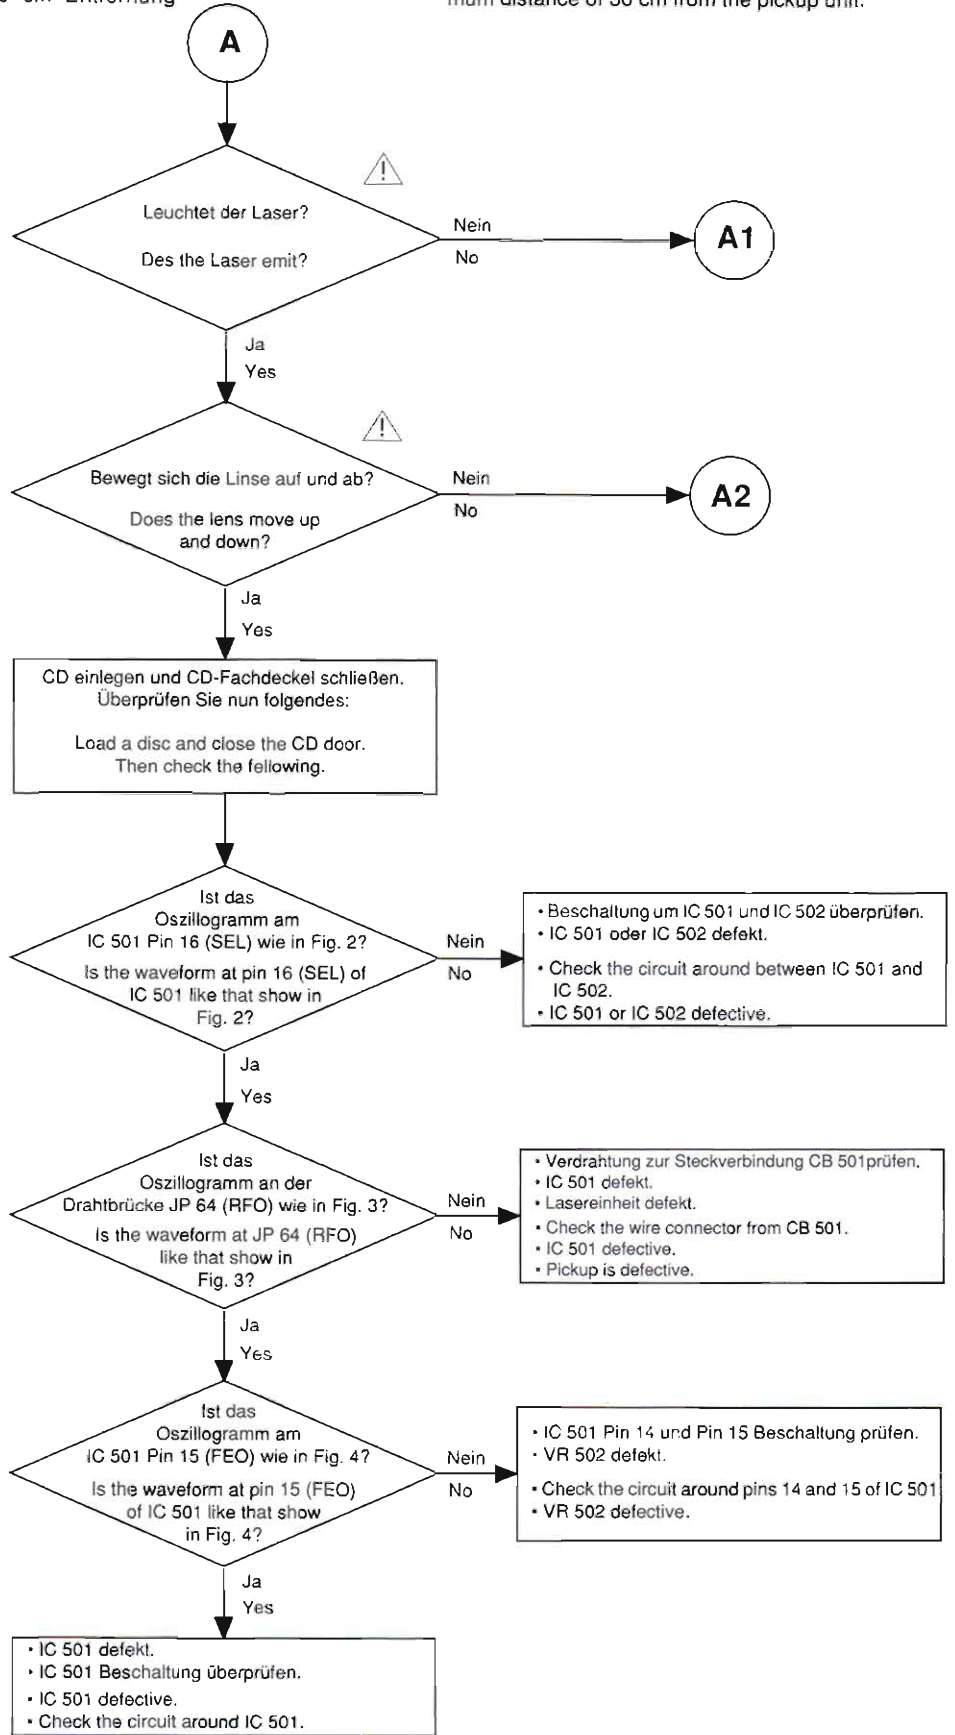 cm Entfernung
mum distance of 30 cm from the pickup unit.
A
Leuchtet der Laser?
Des the Laser emit?
Nein
No
A1
Ja
Yes
Bewegt sich die Linse auf und ab?
Does the lens move up
and down?
Nein
No
A2
Ja
Yes
CD einlegen und CD-Fachdeckel schließen.
Überprüfen Sie nun folgendes:
Load a disc and close the CD door.
Then check the fellowing.
Ist das
Oszillogramm am
IC 501 Pin 16 (SEL) wie in Fig. 2?
Is the waveform at pin 16 (SEL) of
IC 501 like that show in
Fig. 2?
Nein
No
• Beschaltung um IC 501 und IC 502 überprüfen.
• IC 501 oder IC 502 defekt.
• Check the circuit around between IC 501 and
IC 502.
• IC 501 or IC 502 defective.
Ja
Yes
Ist das
Oszillogramm an der
Drahtbrücke JP 64 (RFO) wie in Fig. 3?
Is the waveform at JP 64 (RFO)
like that show in
Fig. 3?
Nein
No
• Verdrahtung zur Steckverbindung CB 501prüfen.
• IC 501 defekt.
• Lasereinheit defekt.
• Check the wire connector from CB 501.
• IC 501 defective.
• Pickup is defective.
Ja
Yes
Ist das
Oszillogramm am
IC 501 Pin 15 (FEO) wie in Fig. 4?
Is the waveform at pin 15 (FEO)
of IC 501 like that show
in Fig. 4?
Nein
No
• IC 501 Pin 14 und Pin 15 Beschaltung prüfen.
• VR 502 defekt.
• Check the circuit around pins 14 and 15 of IC 501
• VR 502 defective.
Ja
Yes
• IC 501 defekt.
• IC 501 Beschaltung überprüfen.
• IC 501 defective.
• Check the circuit around IC 501.